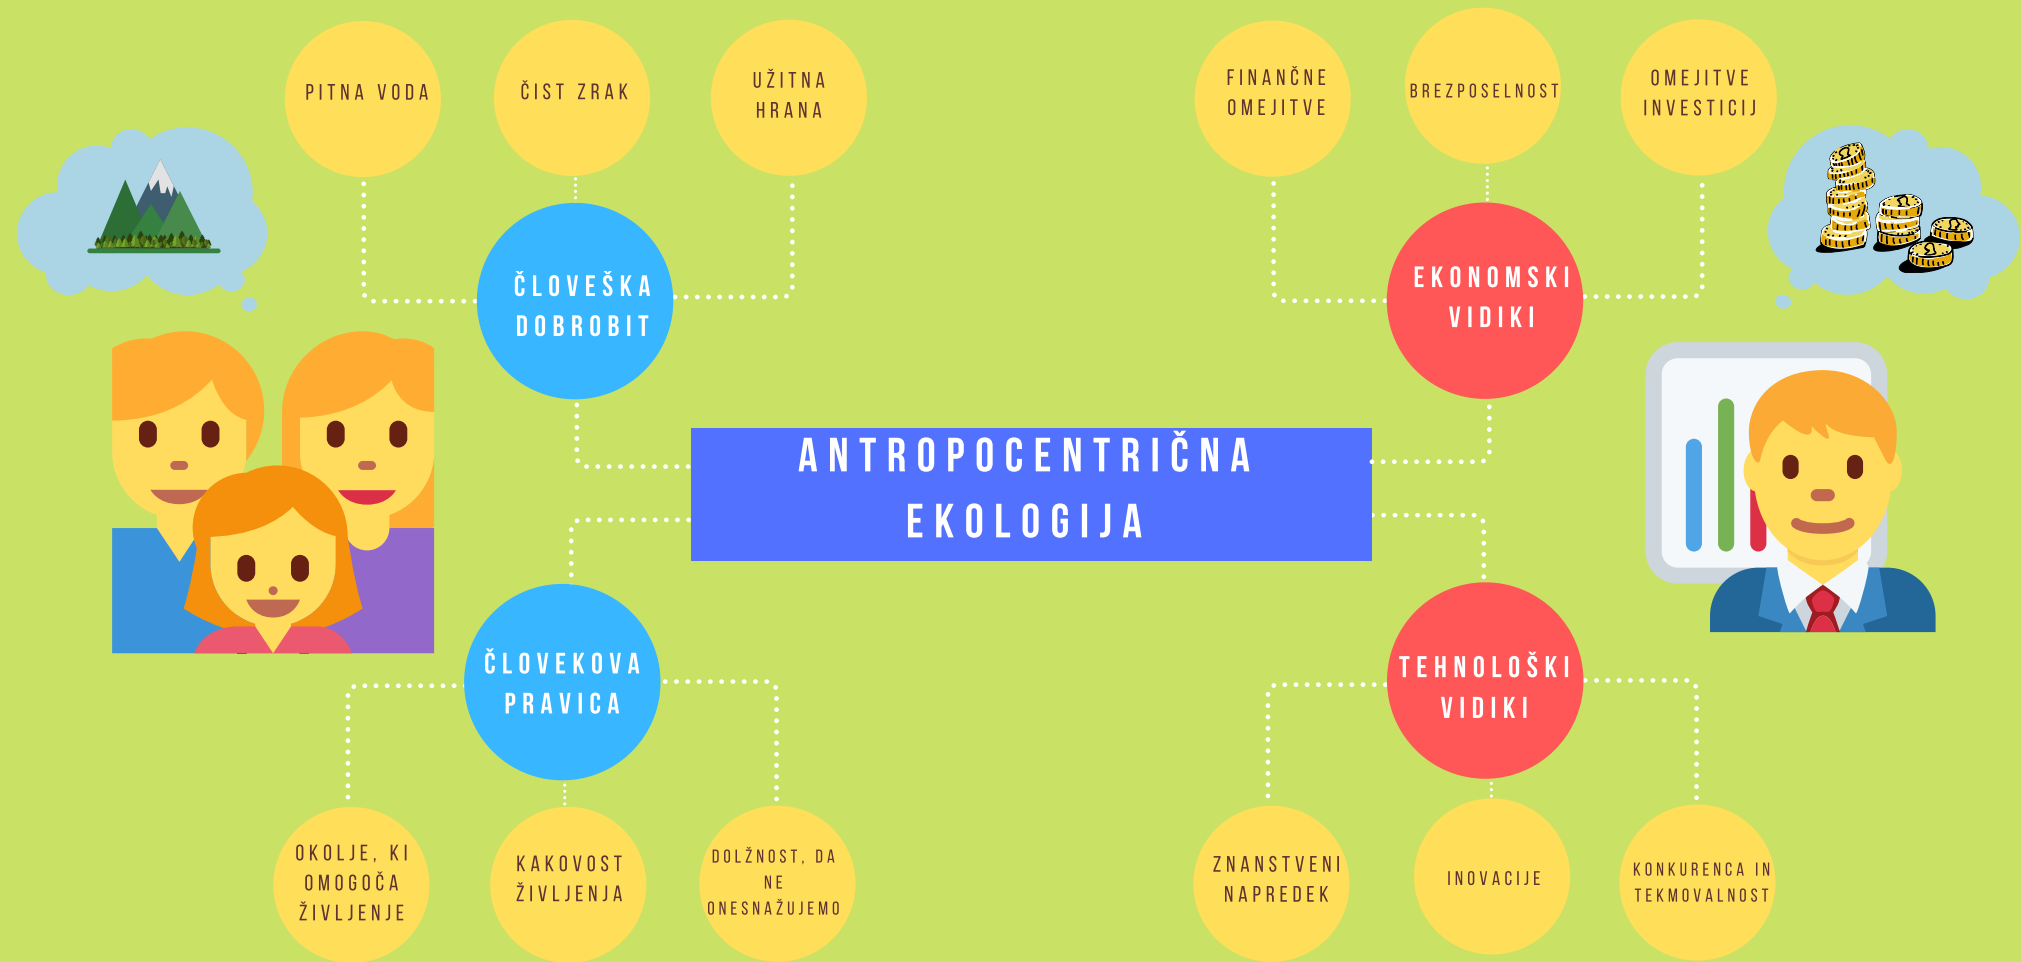 PITNA VODA
ČIST ZRAK
UŽITNA
HRANA
FINANČNE
OMEJITVE
BREZPOSELNOST
OMEJITVE
INVESTICIJ
ČLOVEŠKA
DOBROBIT
EKONOMSKI
VIDIKI
ANTROPOCENTRIČNA
EKOLOGIJA
ČLOVEKOVA
PRAVICA
TEHNOLOŠKI
VIDIKI
OKOLJE, KI
OMOGOČA
ŽIVLJENJE
KAKOVOST
ŽIVLJENJA
DOLŽNOST, DA
NE
ONESNAŽUJEMO
ZNANSTVENI
NAPREDEK
INOVACIJE
KONKURENCA IN
TEKMOVALNOST